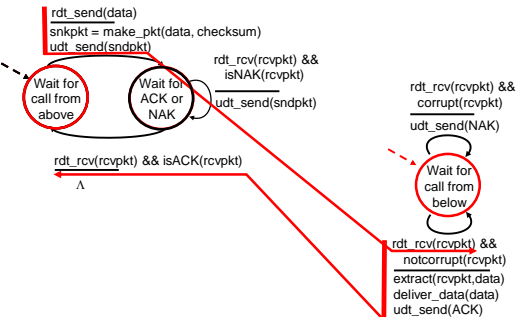 rdt_send(data)
snkpkt = make_pkt(data, checksum)
udt_send(sndpkt)
rdt_rcv(rcvpkt) &&
isNAK(rcvpkt)
udt_send(sndpkt)
Wait for
call from
above
Wait for
ACK or
NAK
rdt_rcv(rcvpkt) && isACK(rcvpkt)
Λ
rdt_rcv(rcvpkt) &&
corrupt(rcvpkt)
udt_send(NAK)
Wait for
call from
below
rdt_rcv(rcvpkt) &&
notcorrupt(rcvpkt)
extract(rcvpkt,data)
deliver_data(data)
udt_send(ACK)